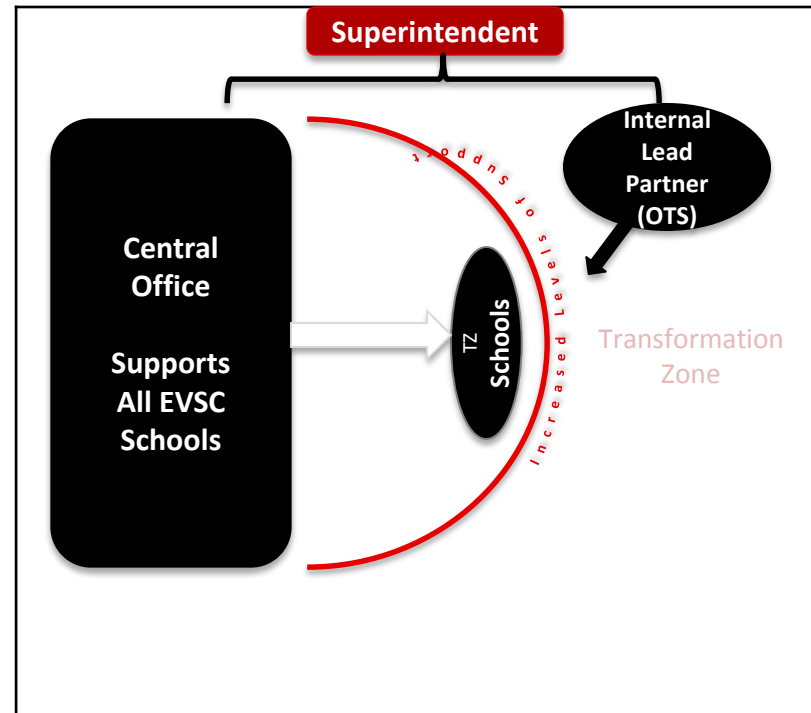 Superintendent
Internal
Lead
Partner
(OTS)
Central
Office
Supports
All EVSC
Schools
TZ
Schools
Increased Levels of Support
Transformation
Zone